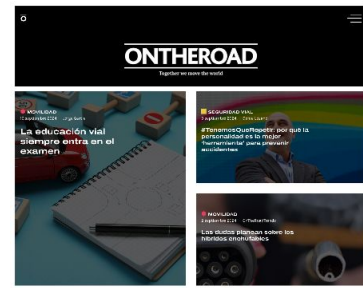 ONTHEROAD
Together we move the world
MOVILIDAD
La educación vial
siempre entra en el
examen
SEGURIDAD VIAL
#TenemosQueRepetir: por qué la
personalidad es la mejor
'herramienta' para prevenir
accidentes
MOVILIDAD
Las dudas planean sobre los
híbridos enchufables